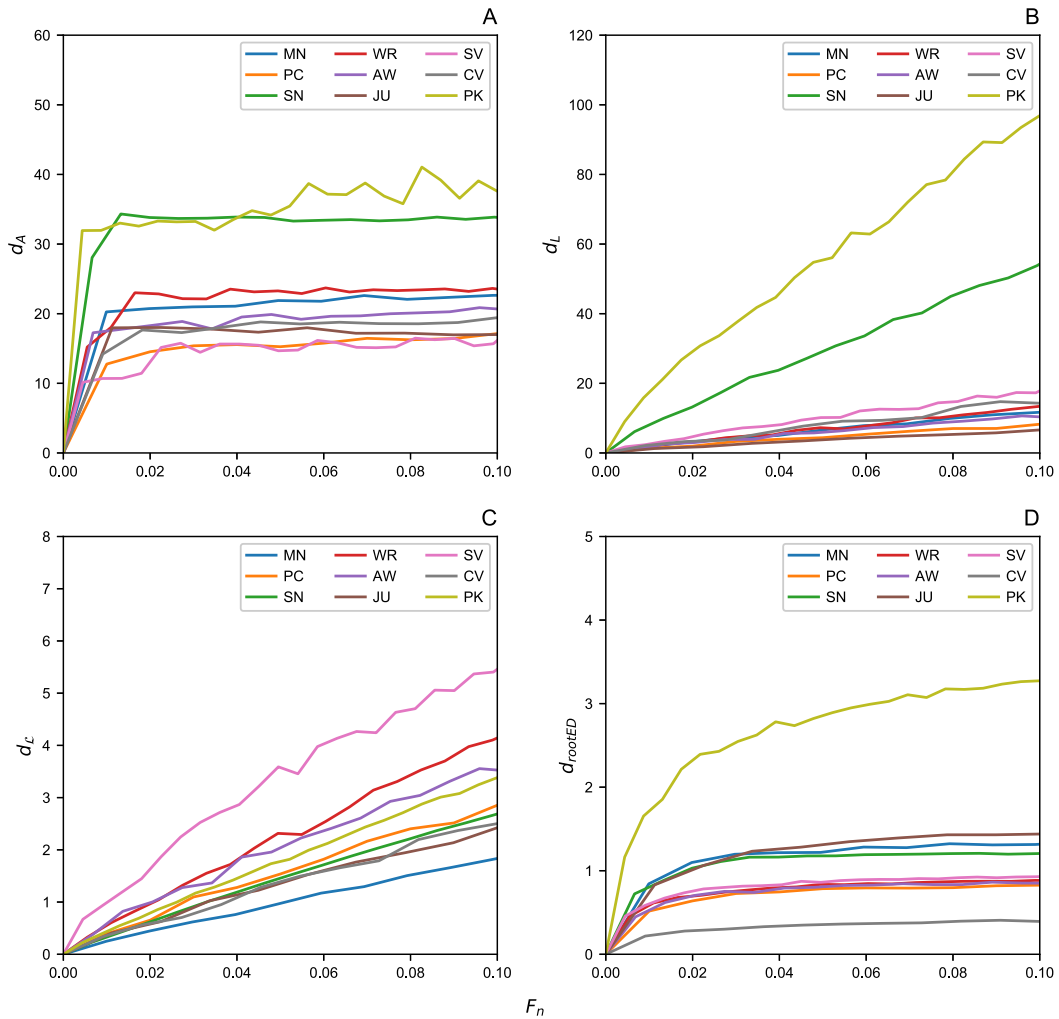 A
60
50
40
30
20
10
0
d_A
MN WR SV
PC AW CV
SN JU PK
0.00 0.02 0.04 0.06 0.08 0.10
B
120
100
80
60
40
20
0
d_L
MN WR SV
PC AW CV
SN JU PK
0.00 0.02 0.04 0.06 0.08 0.10
C
8
7
6
5
4
3
2
1
0
d_ℒ
MN WR SV
PC AW CV
SN JU PK
0.00 0.02 0.04 0.06 0.08 0.10
D
5
4
3
2
1
0
d_rootED
MN WR SV
PC AW CV
SN JU PK
0.00 0.02 0.04 0.06 0.08 0.10
F_n